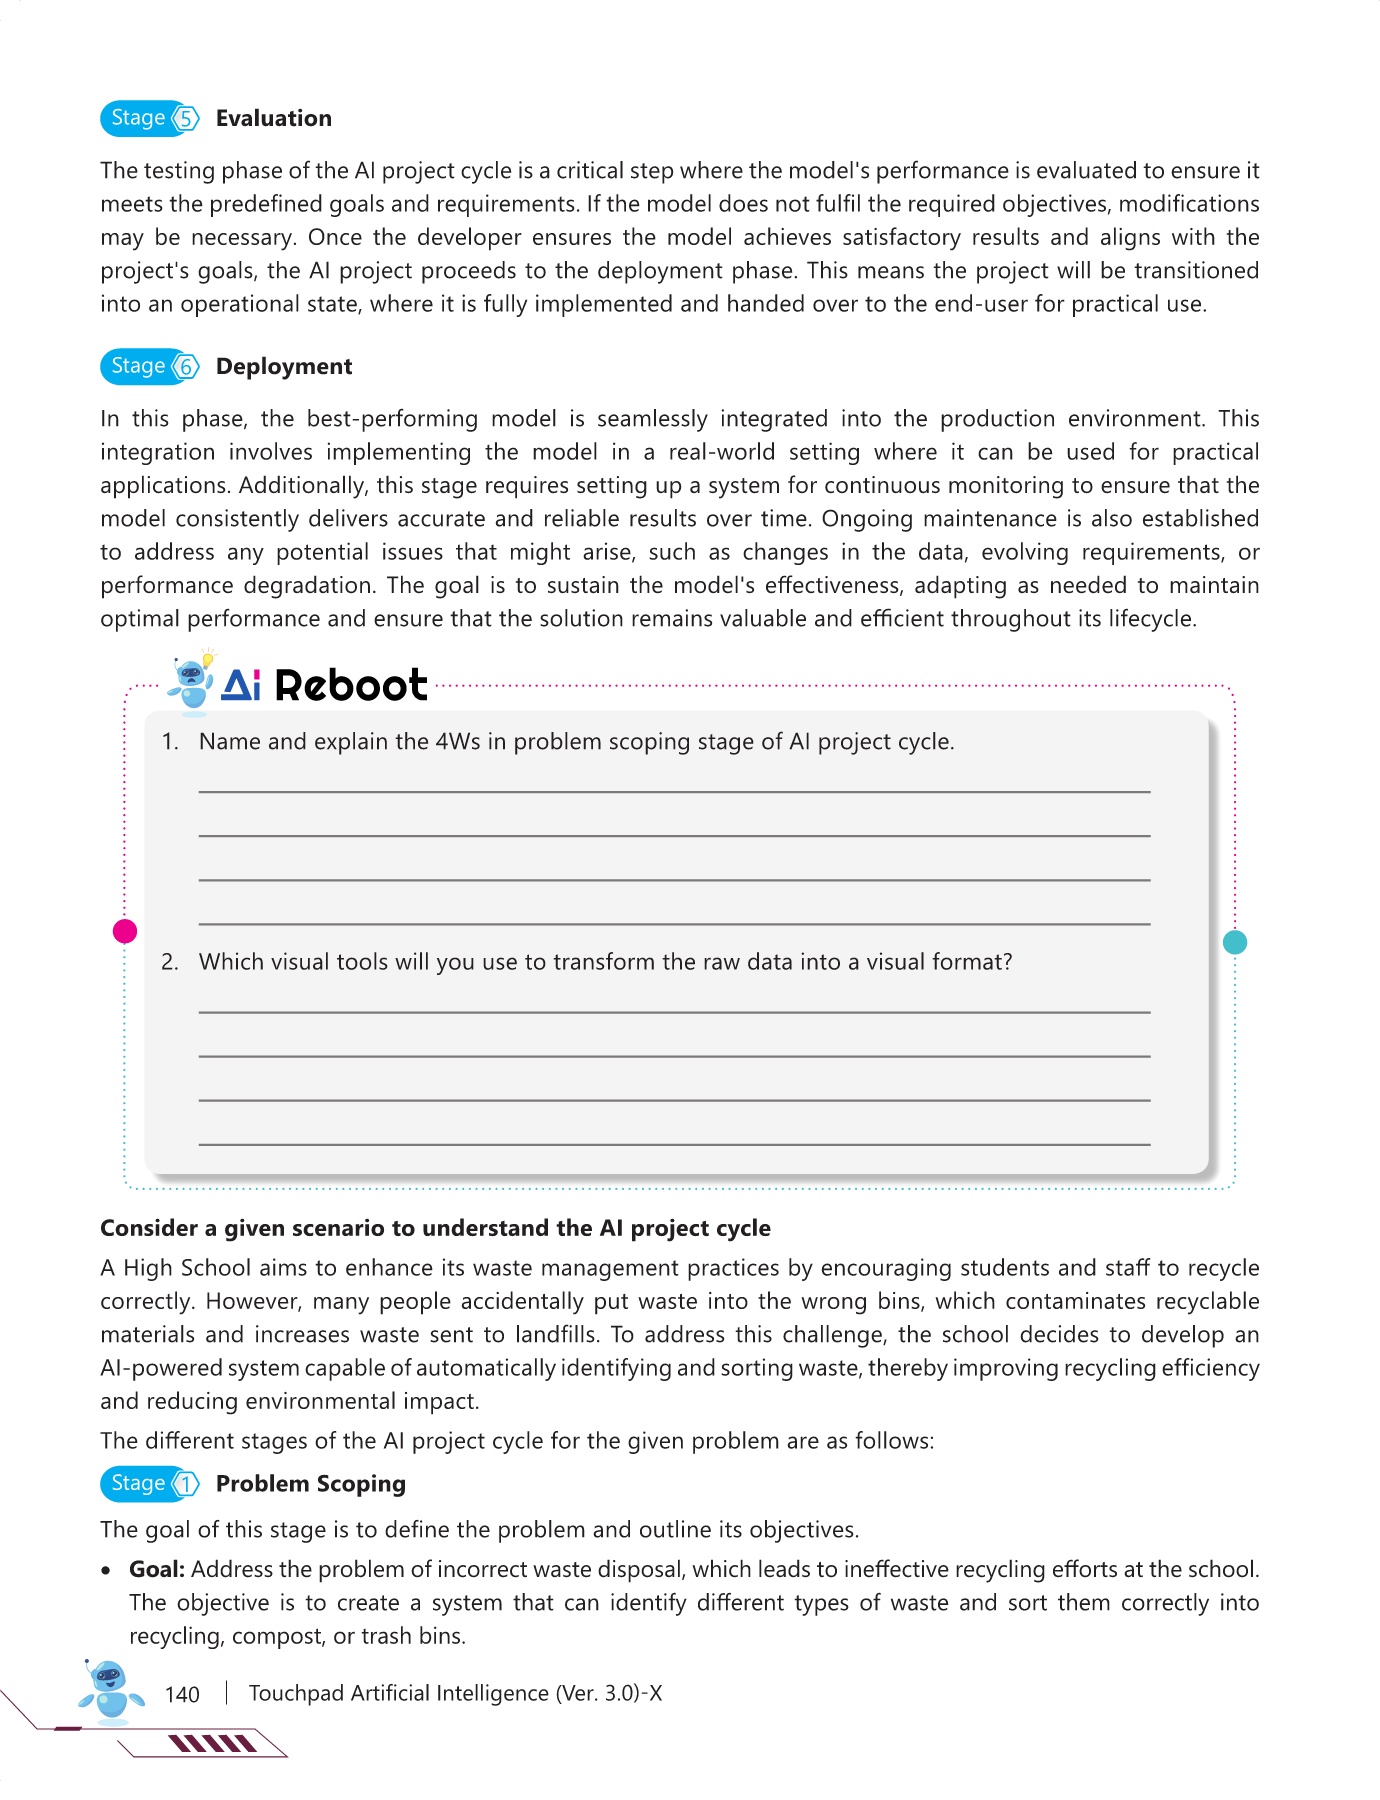 Stage 5 Evaluation
The testing phase of the AI project cycle is a critical step where the model's performance is evaluated to ensure it
meets the predefined goals and requirements. If the model does not fulfil the required objectives, modifications
may be necessary. Once the developer ensures the model achieves satisfactory results and aligns with the
project's goals, the AI project proceeds to the deployment phase. This means the project will be transitioned
into an operational state, where it is fully implemented and handed over to the end-user for practical use.
Stage 6 Deployment
In this phase, the best-performing model is seamlessly integrated into the production environment. This
integration involves implementing the model in a real-world setting where it can be used for practical
applications. Additionally, this stage requires setting up a system for continuous monitoring to ensure that the
model consistently delivers accurate and reliable results over time. Ongoing maintenance is also established
to address any potential issues that might arise, such as changes in the data, evolving requirements, or
performance degradation. The goal is to sustain the model's effectiveness, adapting as needed to maintain
optimal performance and ensure that the solution remains valuable and efficient throughout its lifecycle.
Ai Reboot
1. Name and explain the 4Ws in problem scoping stage of AI project cycle.
2. Which visual tools will you use to transform the raw data into a visual format?
Consider a given scenario to understand the AI project cycle
A High School aims to enhance its waste management practices by encouraging students and staff to recycle
correctly. However, many people accidentally put waste into the wrong bins, which contaminates recyclable
materials and increases waste sent to landfills. To address this challenge, the school decides to develop an
AI-powered system capable of automatically identifying and sorting waste, thereby improving recycling efficiency
and reducing environmental impact.
The different stages of the AI project cycle for the given problem are as follows:
Stage 1 Problem Scoping
The goal of this stage is to define the problem and outline its objectives.
• Goal: Address the problem of incorrect waste disposal, which leads to ineffective recycling efforts at the school.
The objective is to create a system that can identify different types of waste and sort them correctly into
recycling, compost, or trash bins.
140 | Touchpad Artificial Intelligence (Ver. 3.0)-X